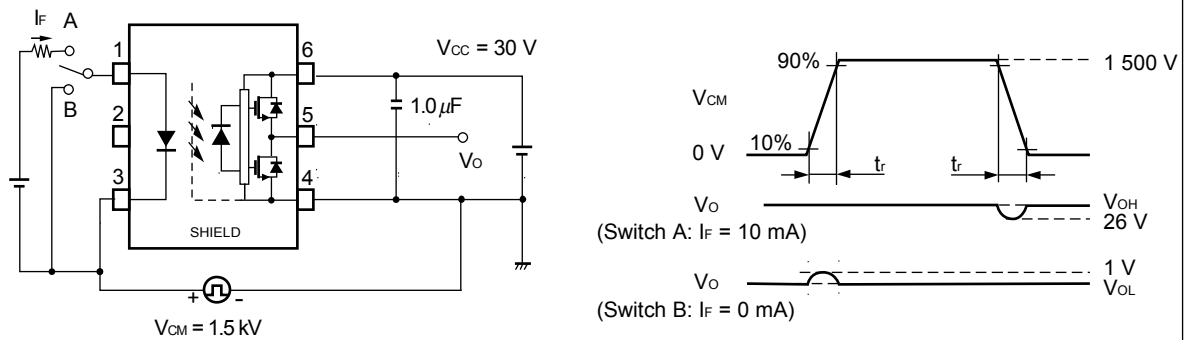 IF
A
B
1
2
3
SHIELD
6
5
4
VCC = 30 V
1.0 μF
VO
+
-
VCM = 1.5 kV
90%
1 500 V
VCM
10%
0 V
tr
tr
VO
VOH
26 V
(Switch A: IF = 10 mA)
1 V
VO
VOL
(Switch B: IF = 0 mA)